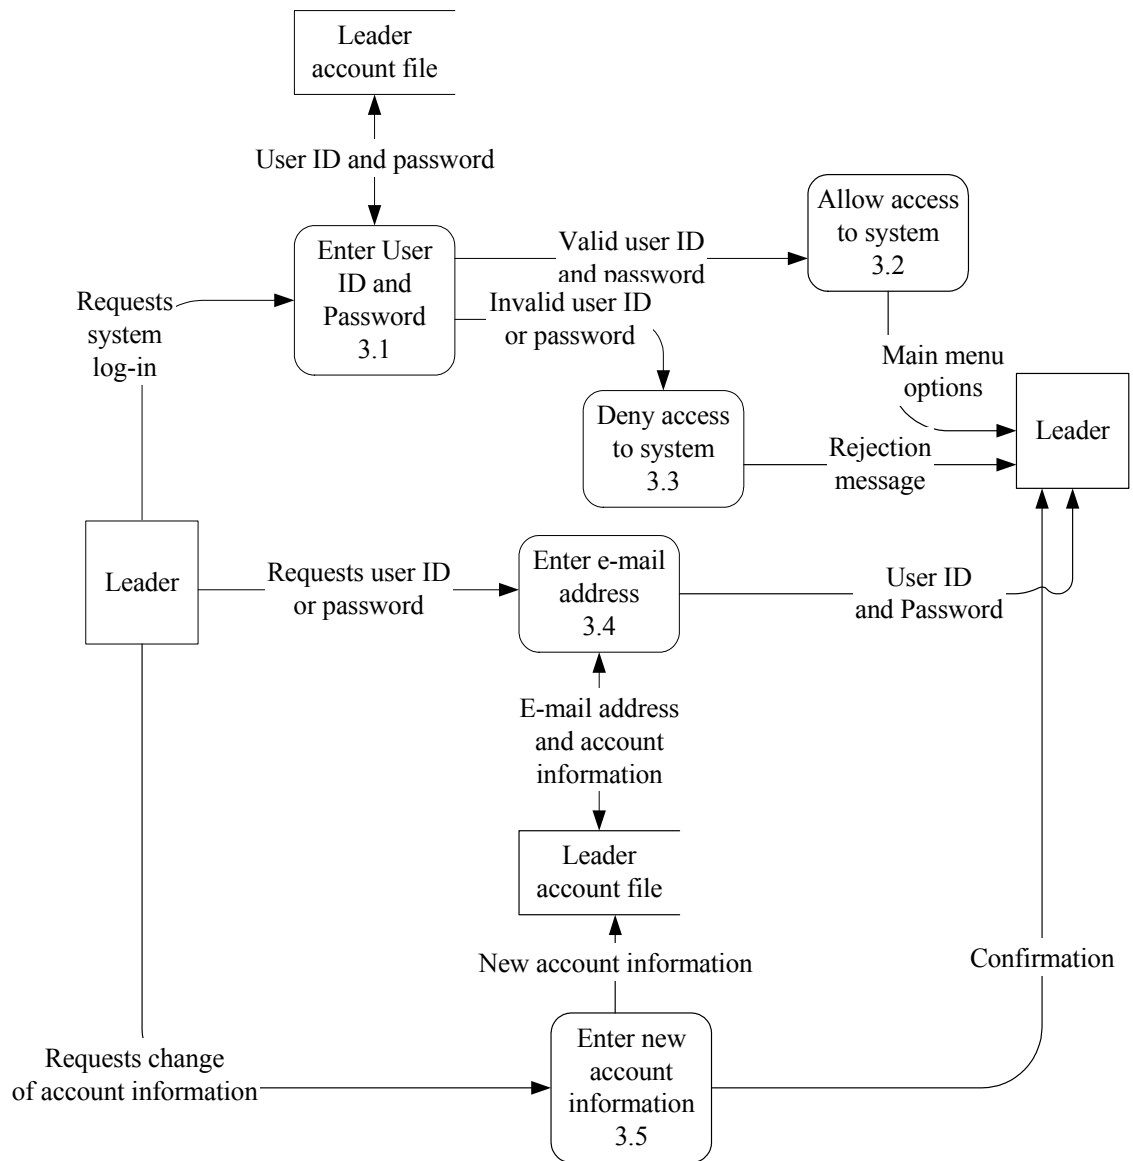 Leader
account file
User ID and password
Enter User
ID and
Password
3.1
Valid user ID
and password
Allow access
to system
3.2
Requests
system
log-in
Invalid user ID
or password
Main menu
options
Deny access
to system
3.3
Rejection
message
Leader
Leader
Requests user ID
or password
Enter e-mail
address
3.4
User ID
and Password
E-mail address
and account
information
Leader
account file
New account information
Confirmation
Requests change
of account information
Enter new
account
information
3.5